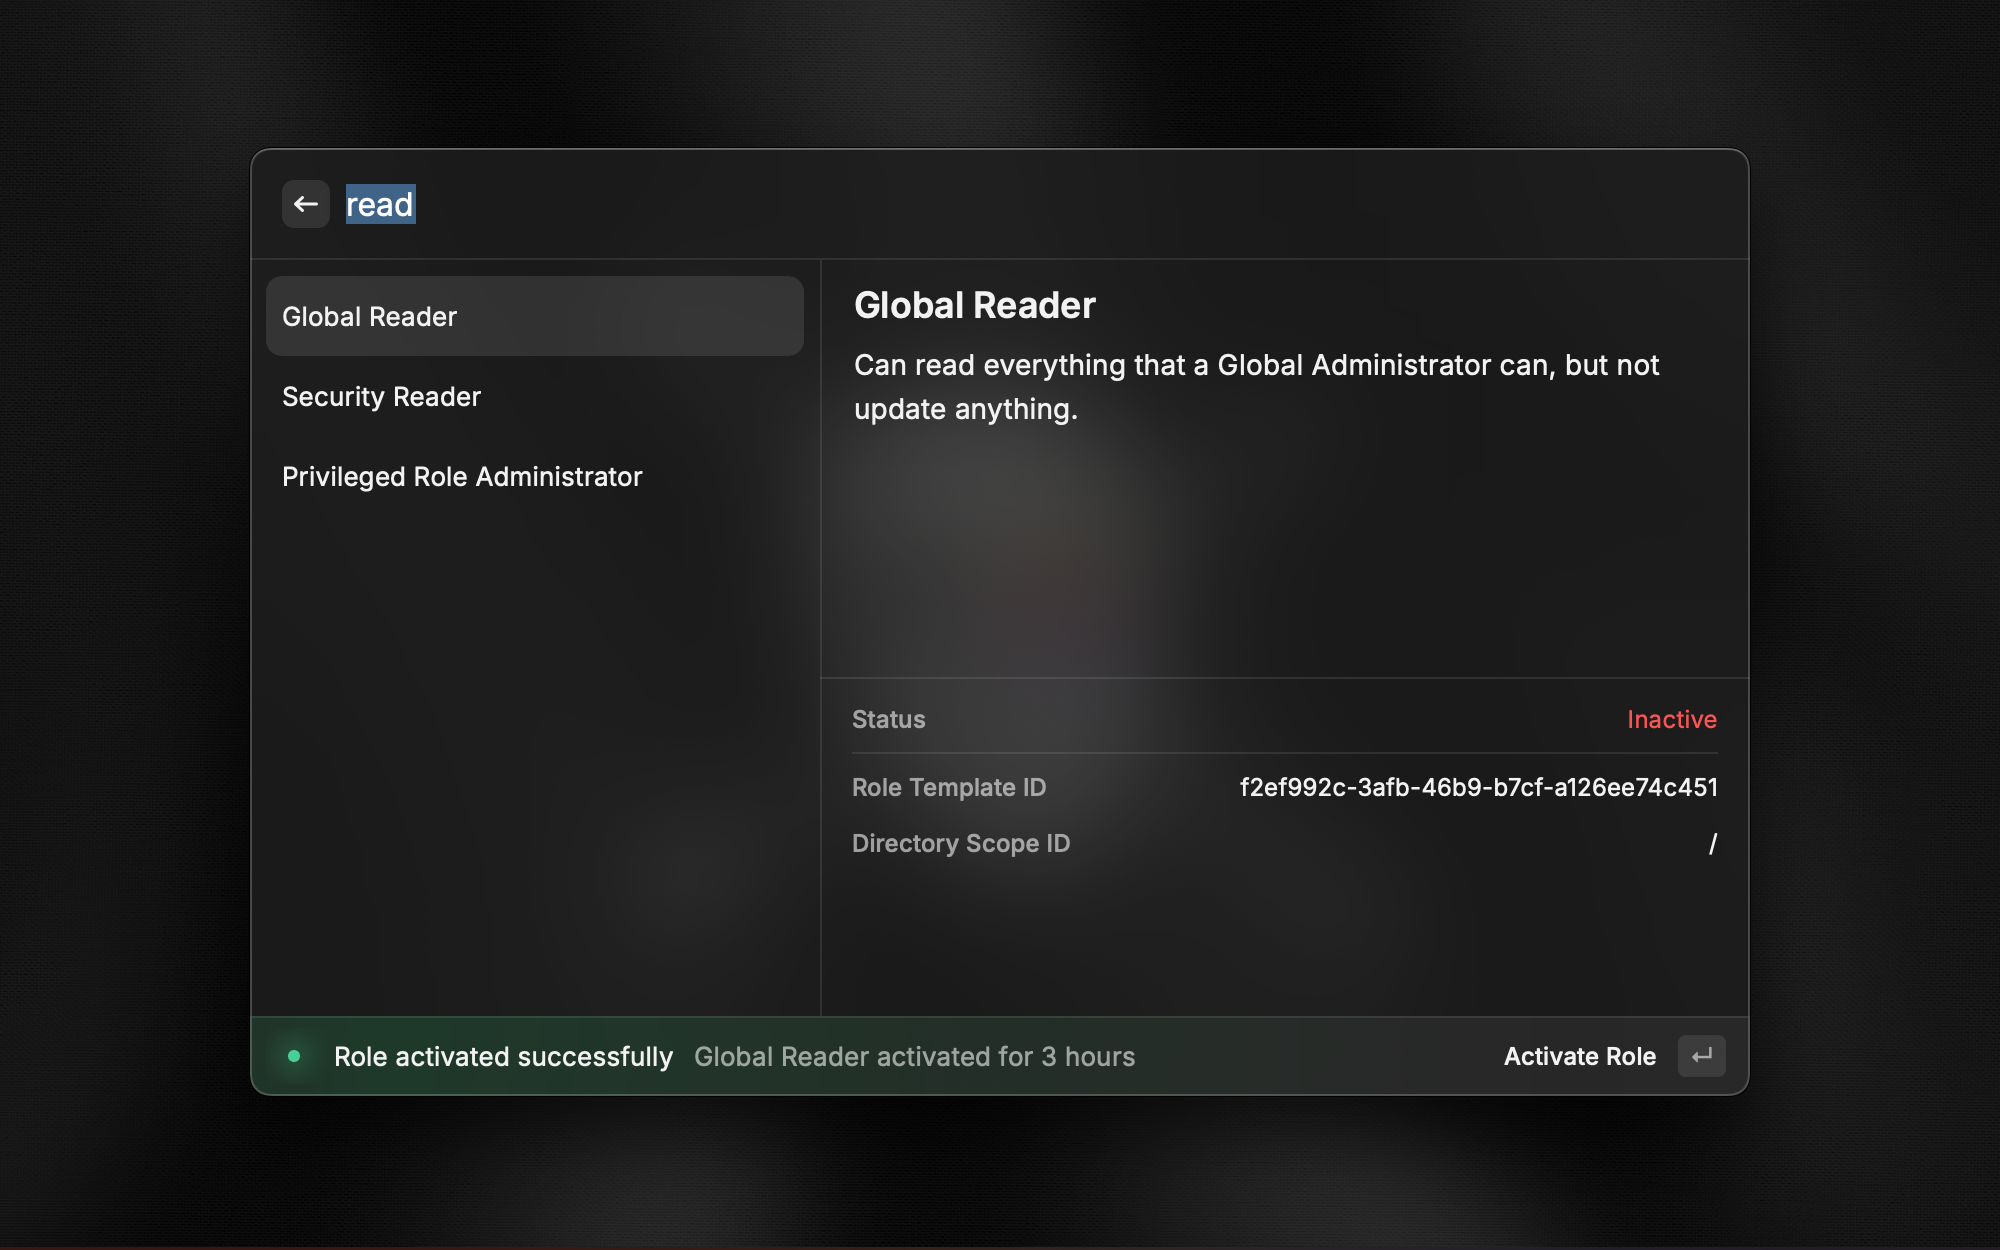 read
Global Reader
Security Reader
Privileged Role Administrator
Global Reader
Can read everything that a Global Administrator can, but not
update anything.
Status Inactive
Role Template ID f2ef992c-3afb-46b9-b7cf-a126ee74c451
Directory Scope ID /
Role activated successfully Global Reader activated for 3 hours Activate Role